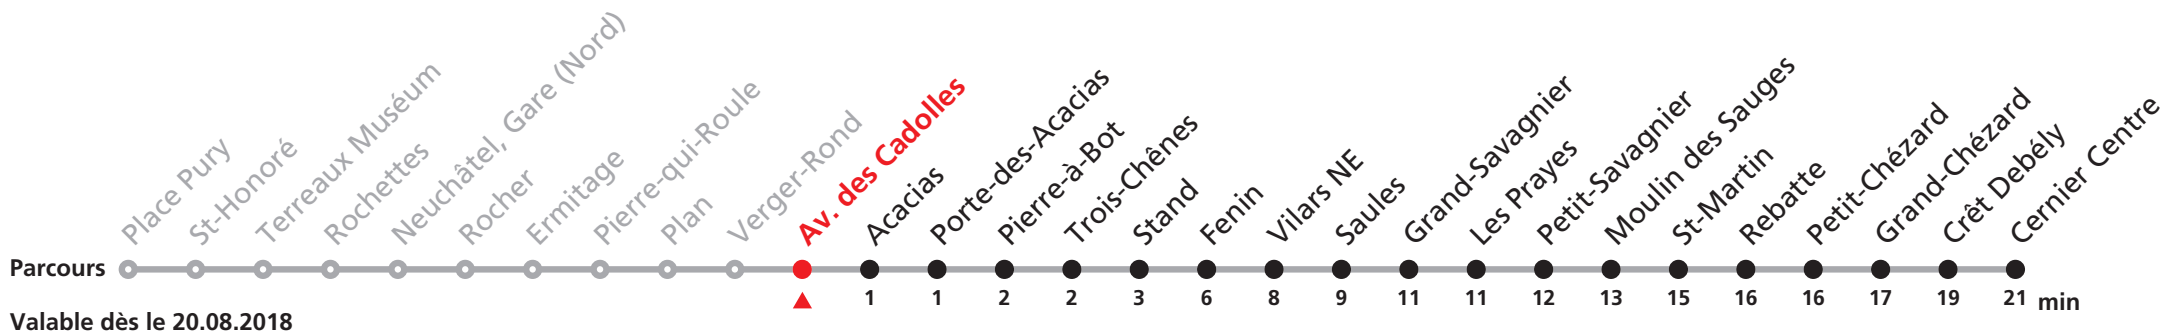 Place Pury
St-Honoré
Terreaux Muséum
Rochettes
Neuchâtel, Gare (Nord)
Rocher
Ermitage
Pierre-qui-Roule
Plan
Verger-Rond
Av. des Cadolles
Acacias
Porte-des-Acacias
Pierre-à-Bot
Trois-Chênes
Stand
Fenin
Vilars NE
Saules
Grand-Savagnier
Les Prayes
Petit-Savagnier
Moulin des Sauges
St-Martin
Rebatte
Petit-Chézard
Grand-Chézard
Crêt Debély
Cernier Centre
Parcours
1 1 2 2 3 6 8 9 11 11 12 13 15 16 16 17 19 21 min
Valable dès le 20.08.2018